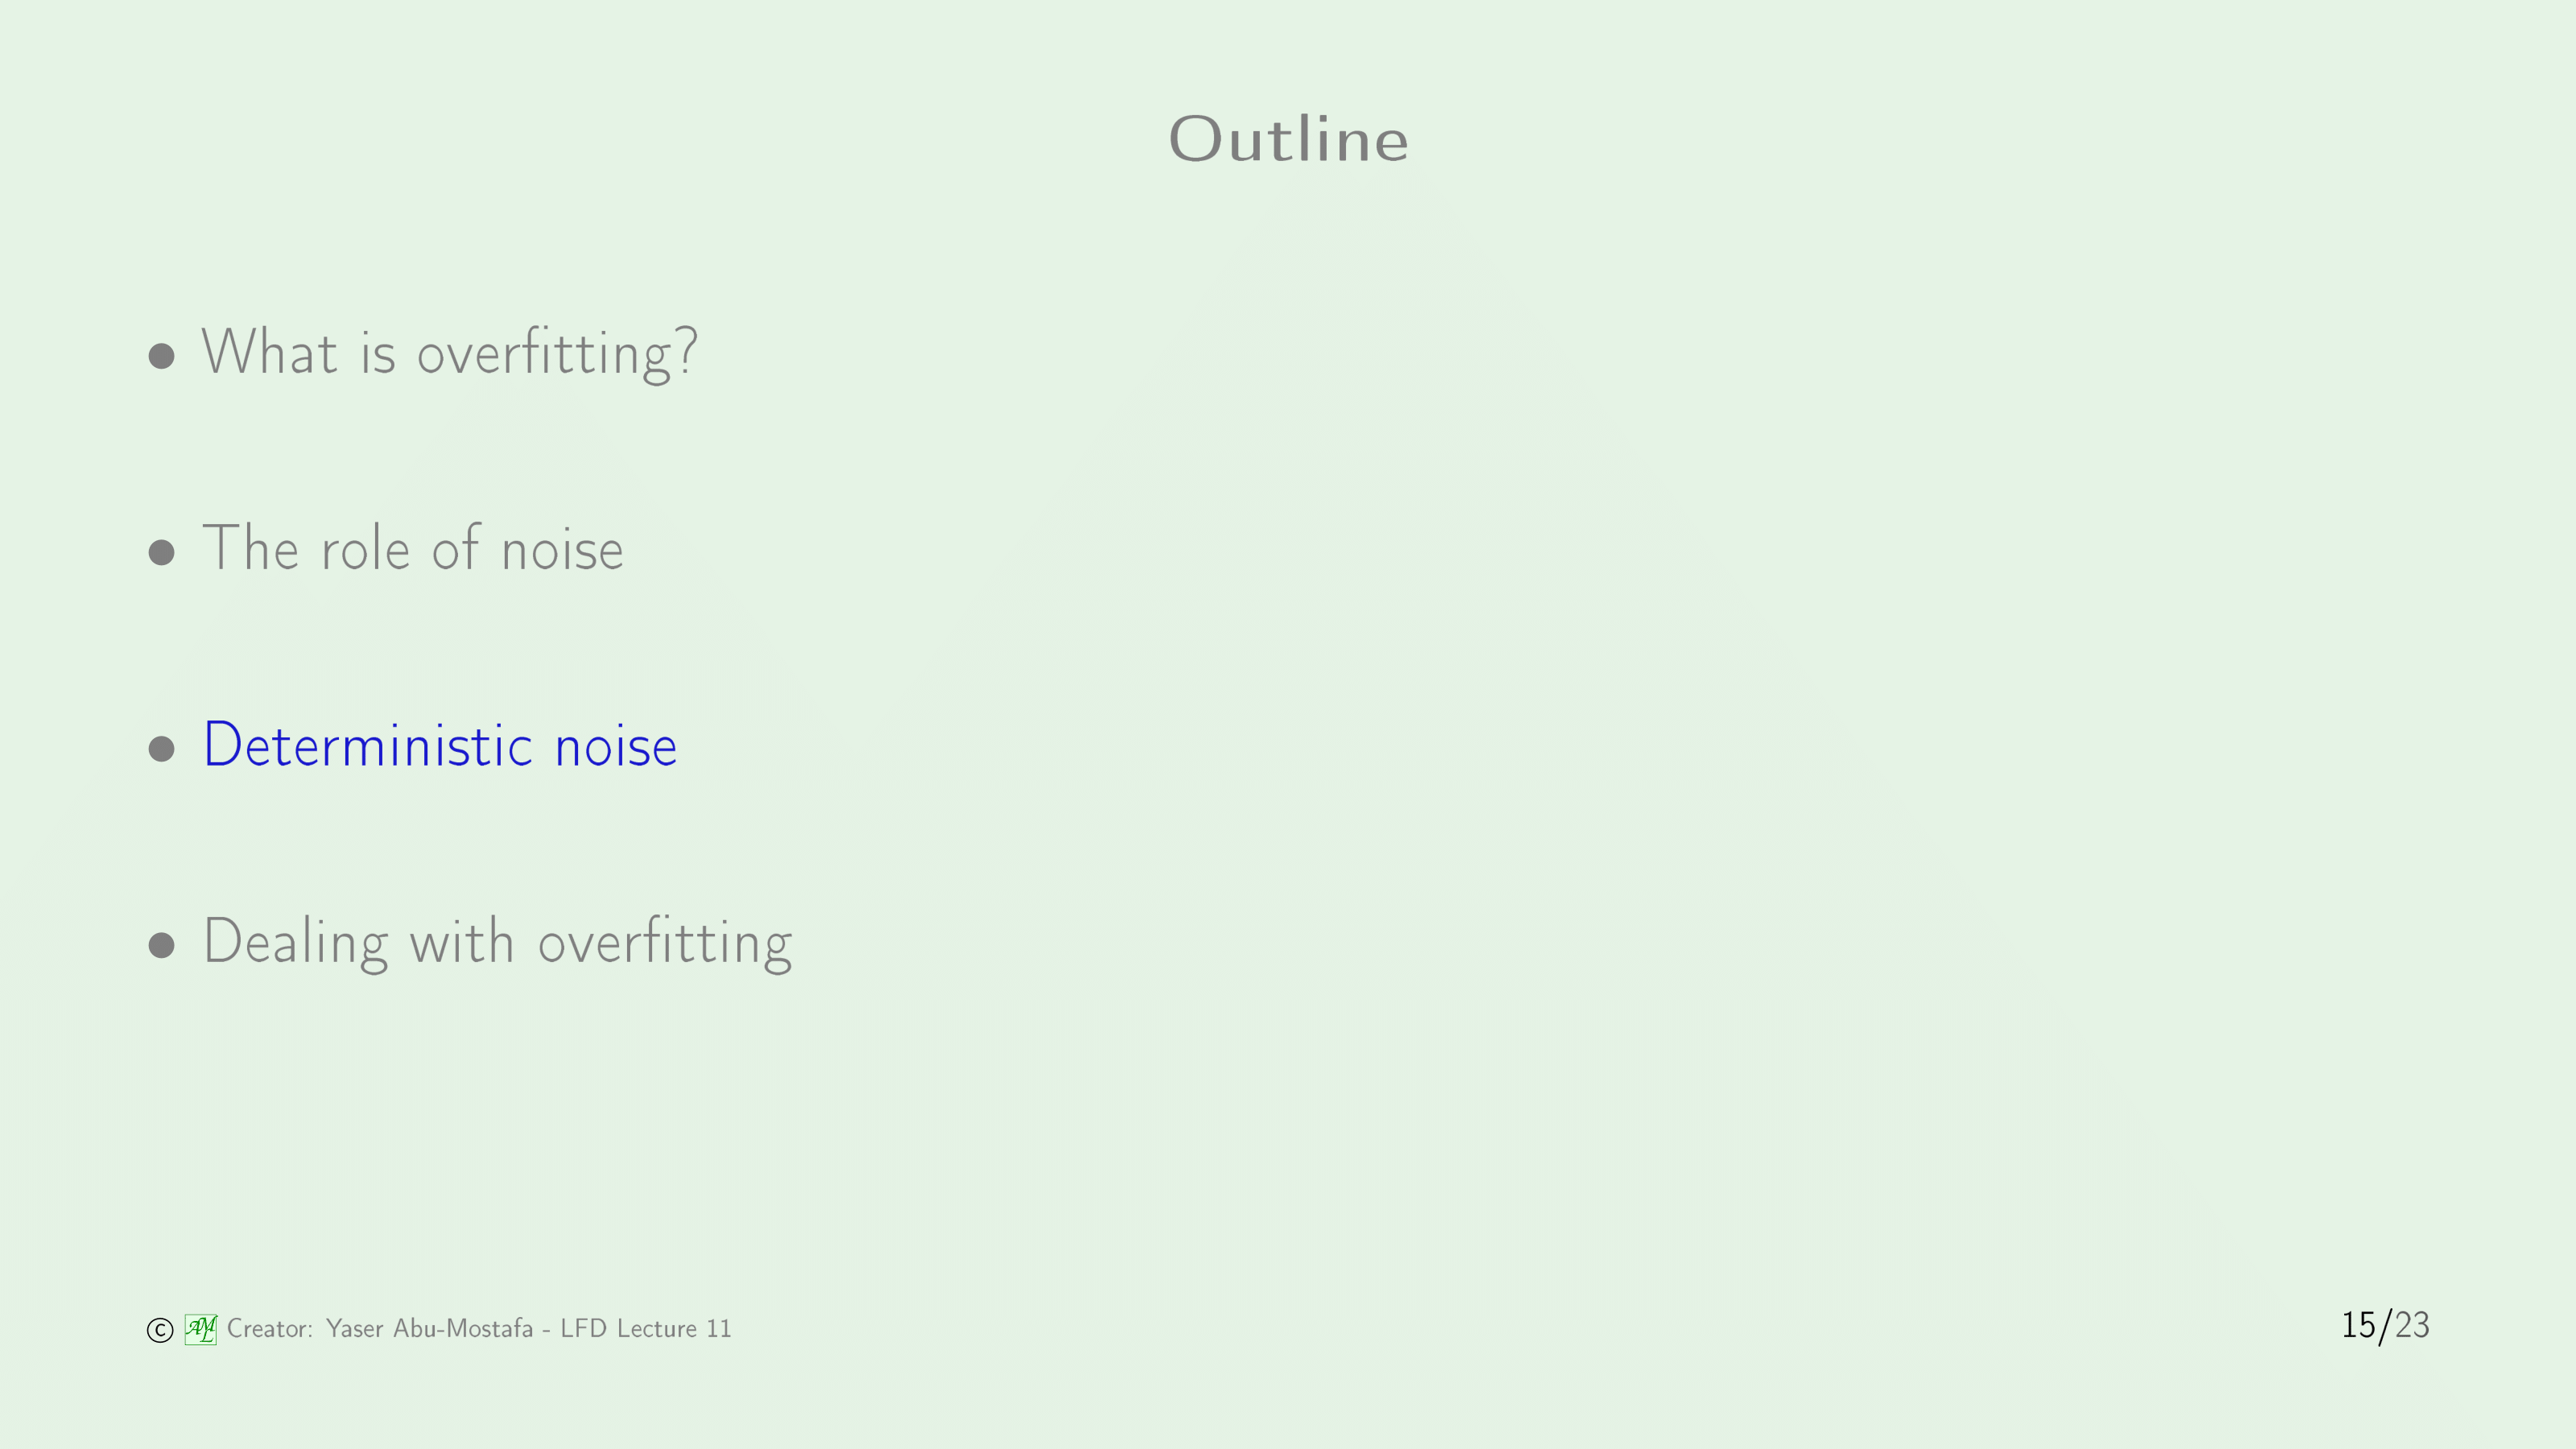 Outline
• What is overfitting?
• The role of noise
• Deterministic noise
• Dealing with overfitting
© AML Creator: Yaser Abu-Mostafa - LFD Lecture 11
15/23